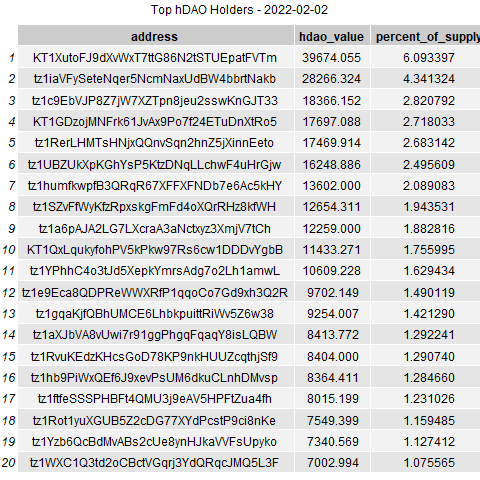 Top hDAO Holders - 2022-02-02
address hdao_value percent_of_supply
1 KT1XutoFJ9dXvWxT7ttG86N2tSTUEpatFVTm 39674.055 6.093397
2 tz1iaVFySeteNqer5NcmNaxUdBW4bbrtNakb 28266.324 4.341324
3 tz1c9EbVJP8Z7jW7XZTpn8jeu2sswKnGJT33 18366.152 2.820792
4 KT1GDzojMNFrk61JvAx9Po7f24ETuDnXtRo5 17697.088 2.718033
5 tz1RerLHMTsHNjxQQnvSqn2hnZ5jXinnEeto 17469.914 2.683142
6 tz1UBZUkXpKGhYsP5KtzDNqLLchwF4uHrGjw 16248.886 2.495609
7 tz1humfkwpfB3QRqR67XFFXFNDb7e6Ac5kHY 13602.000 2.089083
8 tz1SZvFfWyKfzRpxskgFmFd4oXQrRHz8kfWH 12654.311 1.943531
9 tz1a6pAJA2LG7LXcraA3aNctxyz3XmjV7tCh 12259.000 1.882816
10 KT1QxLqukyfohPV5kPkw97Rs6cw1DDDvYgbB 11433.271 1.755995
11 tz1YPhhC4o3tJd5XepkYmrsAdg7o2Lh1amwL 10609.228 1.629434
12 tz1e9Eca8QDPReWWXRfP1qqoCo7Gd9xh3Q2R 9702.149 1.490119
13 tz1gqaKjfQBhUMCE6LhbkpuittRiWv5Z6w38 9254.007 1.421290
14 tz1aXJbVA8vUwi7r91ggPhgqFqaqY8isLQBW 8413.772 1.292241
15 tz1RvuKEdzKHcsGoD78KP9nkHUUZcqthjSf9 8404.000 1.290740
16 tz1hb9PiWxQEf6J9xevPsUM6dkuCLnhDMvsp 8364.411 1.284660
17 tz1ftfeSSSPHBFt4QMU3j9eAV5HPFtZua4fh 8015.199 1.231026
18 tz1Rot1yuXGUB5Z2cDG77XYdPcstP9ci8nKe 7549.399 1.159485
19 tz1Yzb6QcBdMvABs2cUe8ynHJkaVVFsUpyko 7340.569 1.127412
20 tz1WXC1Q3td2oCBctVGqrj3YdQRqcJMQ5L3F 7002.994 1.075565